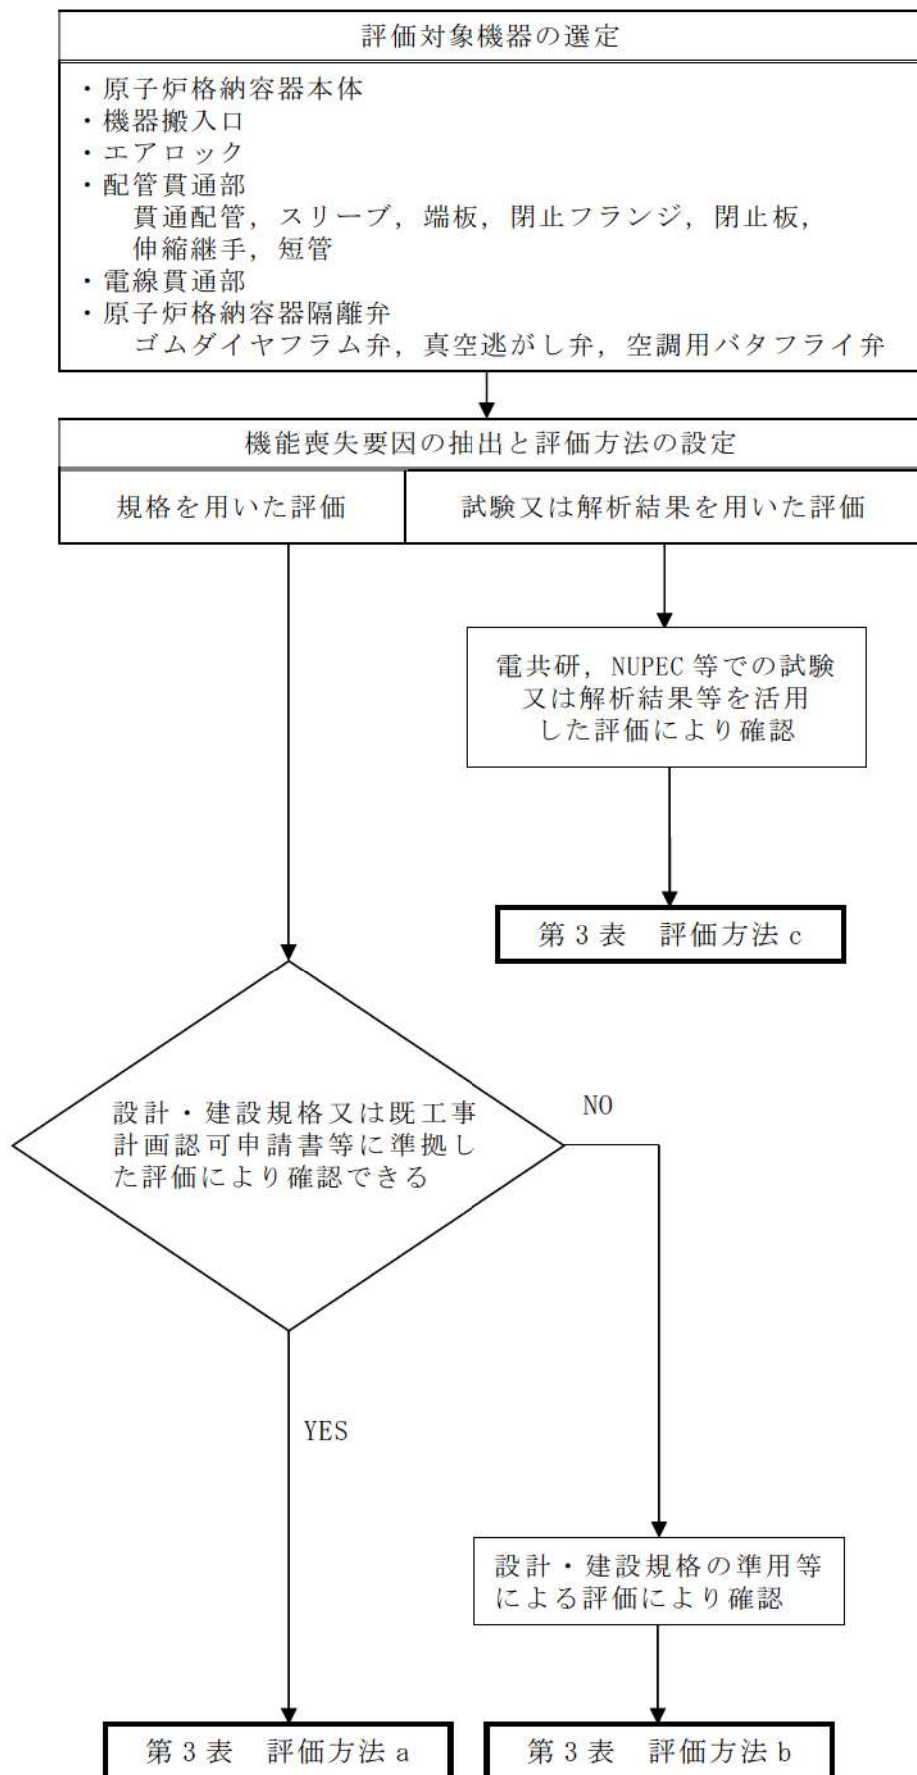 評価対象機器の選定
・原子炉格納容器本体
・機器搬入口
・エアロック
・配管貫通部
貫通配管，スリーブ，端板，閉止フランジ，閉止板，
伸縮継手，短管
・電線貫通部
・原子炉格納容器隔離弁
ゴムダイヤフラム弁，真空逃がし弁，空調用バタフライ弁
機能喪失要因の抽出と評価方法の設定
規格を用いた評価
試験又は解析結果を用いた評価
電共研，NUPEC 等での試験
又は解析結果等を活用
した評価により確認
第3表　評価方法 c
設計・建設規格又は既工事
計画認可申請書等に準拠し
た評価により確認できる
NO
YES
設計・建設規格の準用等
による評価により確認
第3表　評価方法 a
第3表　評価方法 b